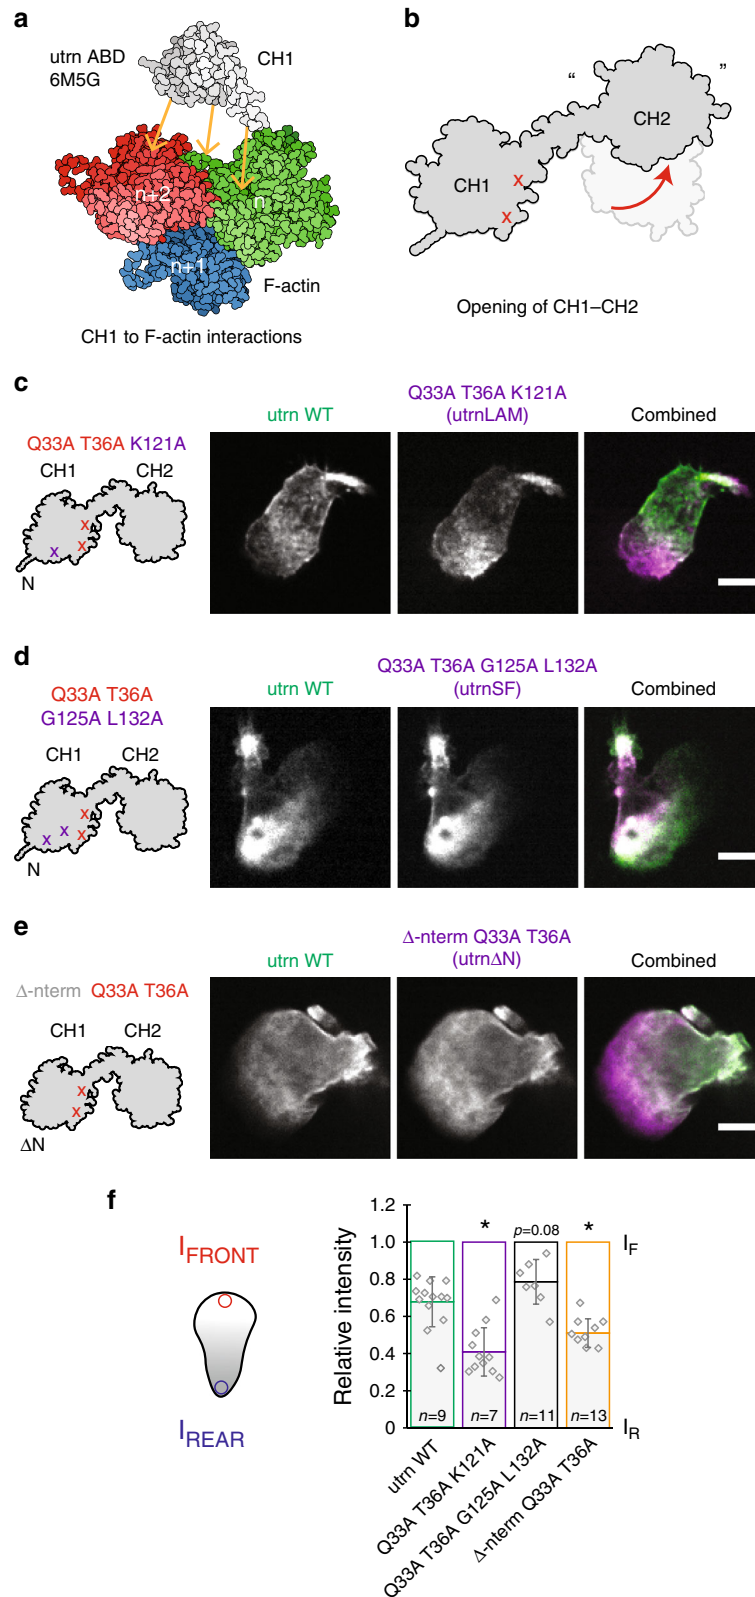 a
utrn ABD
6M5G
CH1
n+2
n
n+1
F-actin
CH1 to F-actin interactions
b
“ ”
CH2
CH1
x
x
Opening of CH1–CH2
c
Q33A T36A K121A
CH1 CH2
x
x
x
N
utrn WT
Q33A T36A K121A
(utrnLAM)
Combined
d
Q33A T36A
G125A L132A
CH1 CH2
x
x
x
x
N
utrn WT
Q33A T36A G125A L132A
(utrnSF)
Combined
e
Δ-nterm Q33A T36A
CH1 CH2
x
x
ΔN
utrn WT
Δ-nterm Q33A T36A
(utrnΔN)
Combined
f
IFRONT
IREAR
Relative intensity
1.2
1.0
0.8
0.6
0.4
0.2
0
* p=0.08 *
IF
IR
n=9 n=7 n=11 n=13
utrn WT
Q33A T36A K121A
Q33A T36A G125A L132A
Δ-nterm Q33A T36A